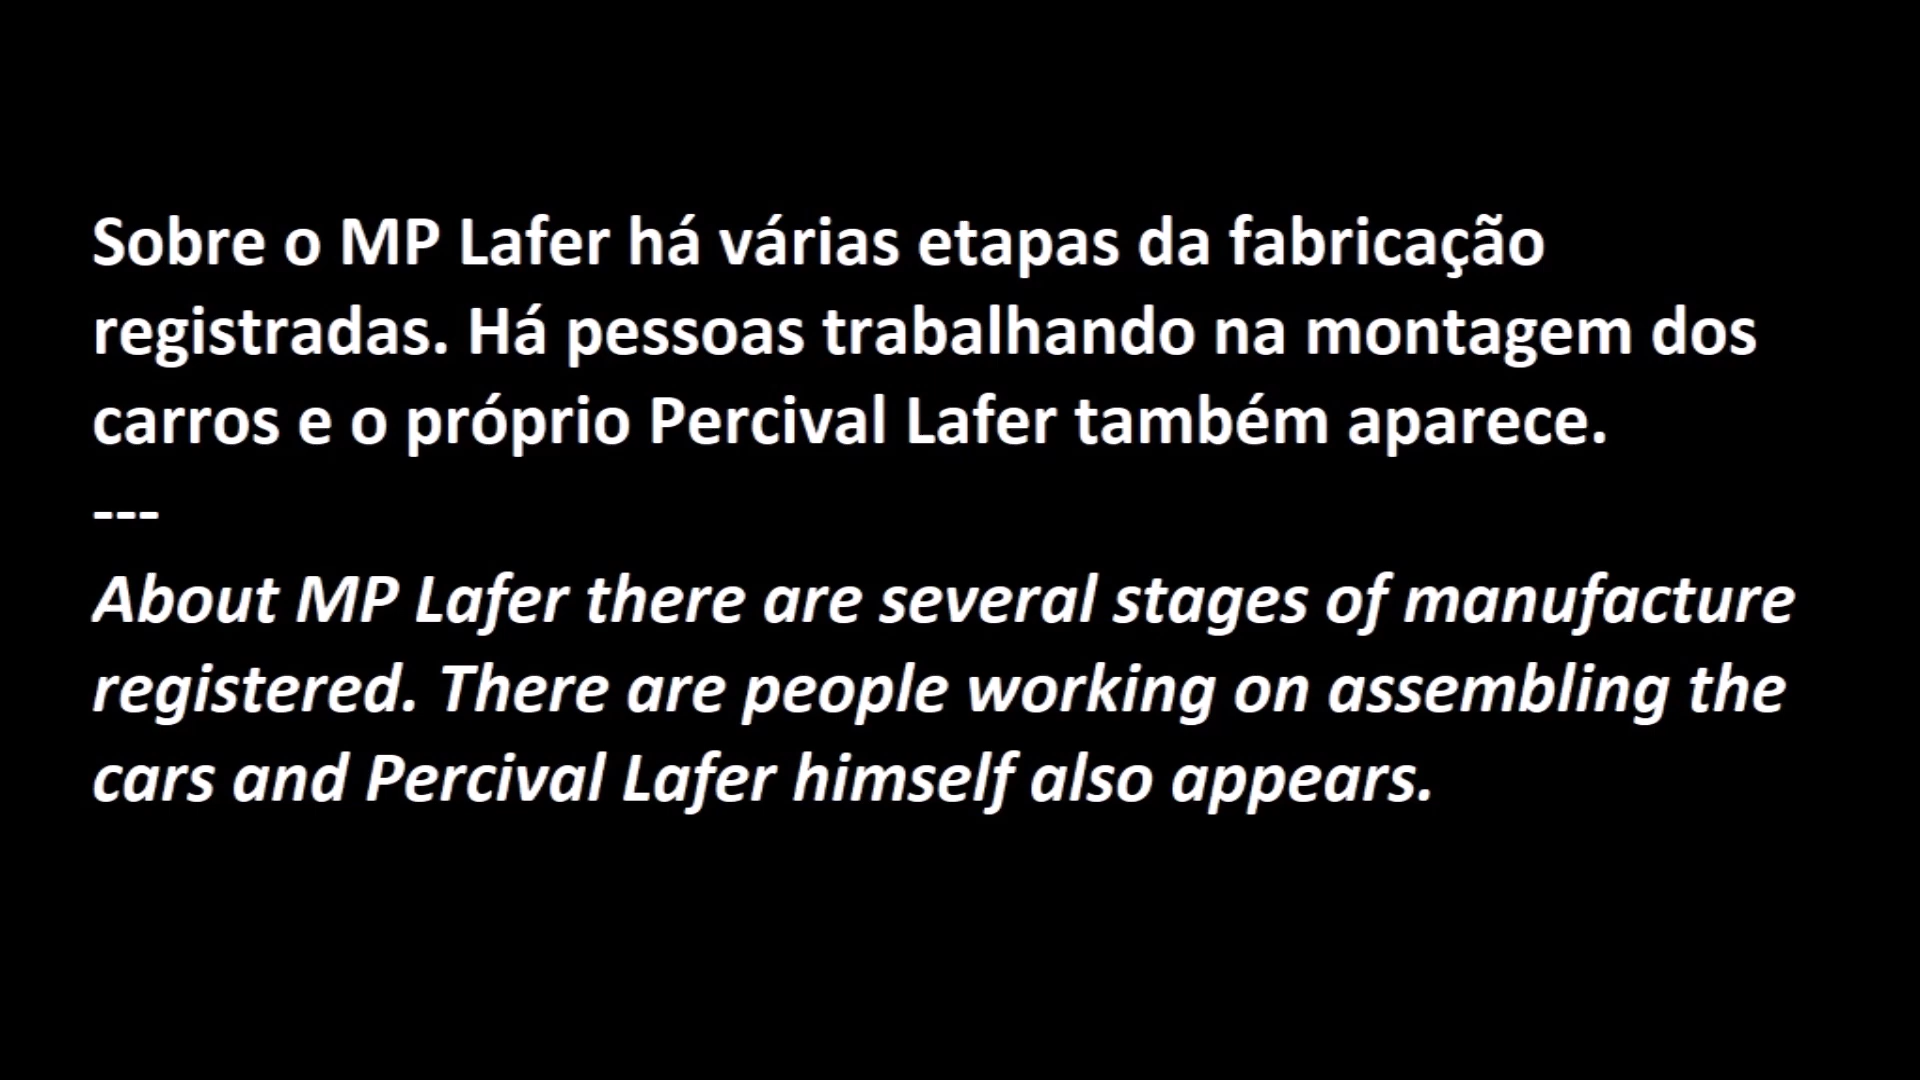 Sobre o MP Lafer há várias etapas da fabricação
registradas. Há pessoas trabalhando na montagem dos
carros e o próprio Percival Lafer também aparece.
---
About MP Lafer there are several stages of manufacture
registered. There are people working on assembling the
cars and Percival Lafer himself also appears.